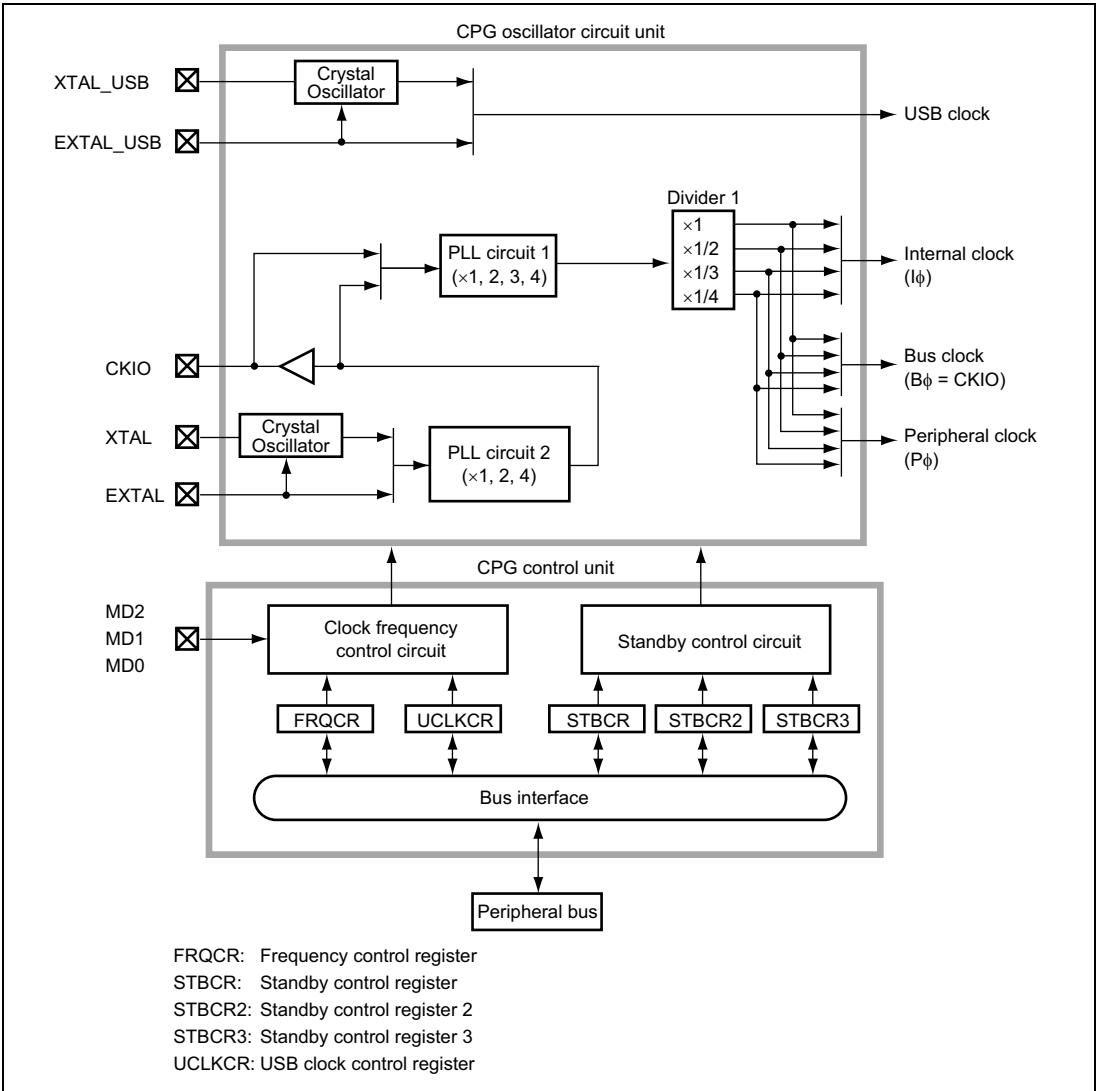 CPG oscillator circuit unit
XTAL_USB
Crystal
Oscillator
USB clock
EXTAL_USB
Divider 1
×1
×1/2
×1/3
×1/4
PLL circuit 1
(×1, 2, 3, 4)
Internal clock
(Iϕ)
CKIO
Bus clock
(Bϕ = CKIO)
XTAL
Crystal
Oscillator
PLL circuit 2
(×1, 2, 4)
Peripheral clock
(Pϕ)
EXTAL
CPG control unit
MD2
MD1
MD0
Clock frequency
control circuit
Standby control circuit
FRQCR
UCLKCR
STBCR
STBCR2
STBCR3
Bus interface
Peripheral bus
FRQCR: Frequency control register
STBCR: Standby control register
STBCR2: Standby control register 2
STBCR3: Standby control register 3
UCLKCR: USB clock control register